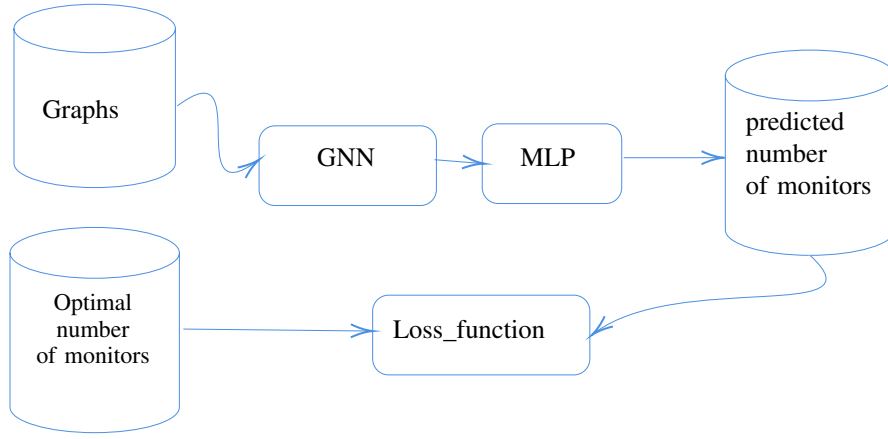 Graphs
GNN
MLP
predicted
number
of monitors
Optimal
number
of monitors
Loss_function